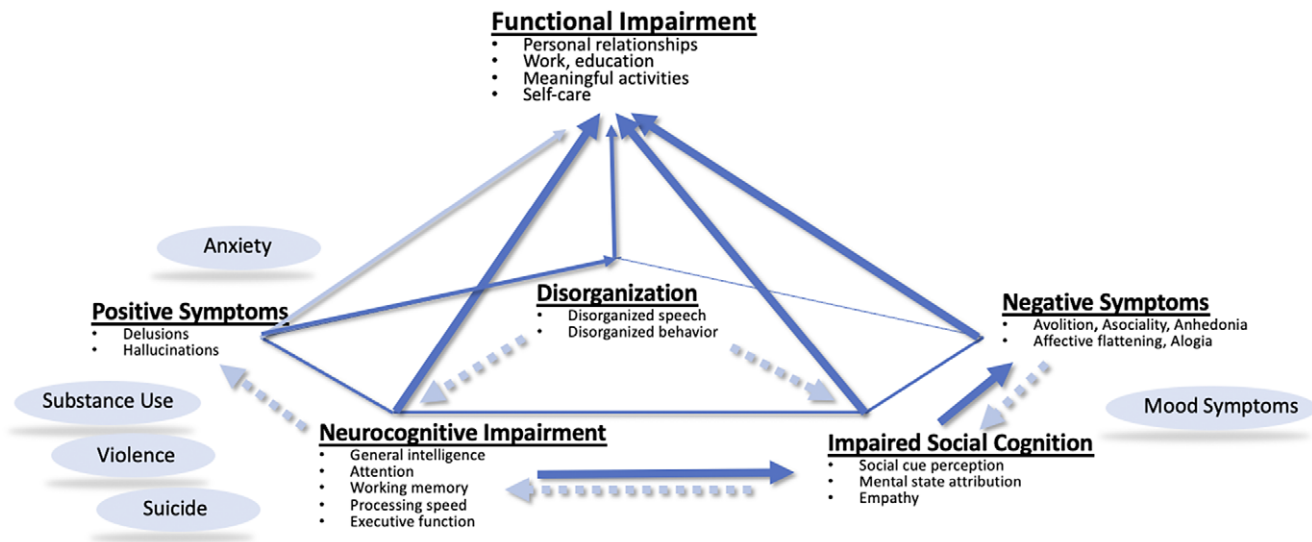 Functional Impairment
• Personal relationships
• Work, education
• Meaningful activities
• Self-care
Anxiety
Positive Symptoms
• Delusions
• Hallucinations
Disorganization
• Disorganized speech
• Disorganized behavior
Negative Symptoms
• Avolition, Asociality, Anhedonia
• Affective flattening, Alogia
Substance Use
Violence
Suicide
Mood Symptoms
Neurocognitive Impairment
• General intelligence
• Attention
• Working memory
• Processing speed
• Executive function
Impaired Social Cognition
• Social cue perception
• Mental state attribution
• Empathy